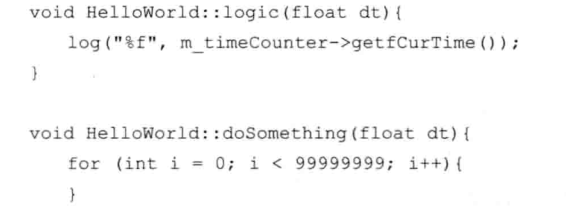 void HelloWorld::logic(float dt){
log("%f", m_timeCounter->getfCurTime());
}
void HelloWorld::doSomething(float dt){
for (int i = 0; i < 99999999; i++){
}